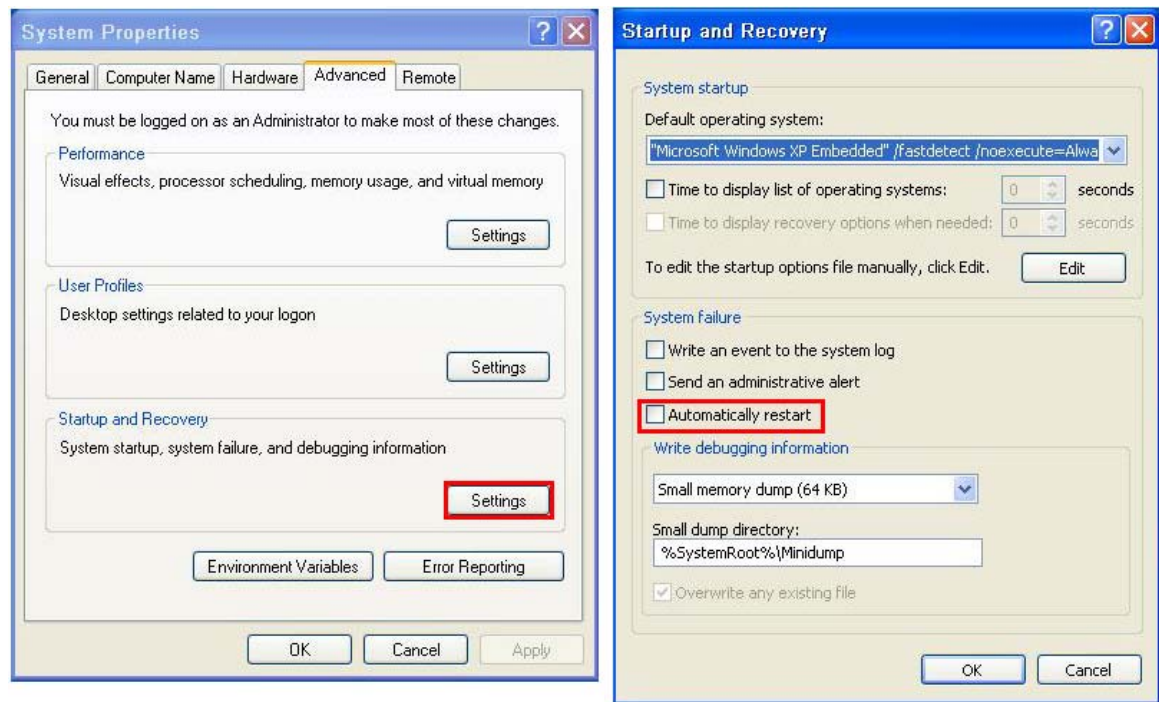 System Properties
General Computer Name Hardware Advanced Remote
You must be logged on as an Administrator to make most of these changes.
Performance
Visual effects, processor scheduling, memory usage, and virtual memory
Settings
User Profiles
Desktop settings related to your logon
Settings
Startup and Recovery
System startup, system failure, and debugging information
Settings
Environment Variables Error Reporting
OK Cancel Apply
Startup and Recovery
System startup
Default operating system:
"Microsoft Windows XP Embedded" /fastdetect /noexecute=Alwa
Time to display list of operating systems: 0 seconds
Time to display recovery options when needed: 0 seconds
To edit the startup options file manually, click Edit. Edit
System failure
Write an event to the system log
Send an administrative alert
Automatically restart
Write debugging information
Small memory dump (64 KB)
Small dump directory:
%SystemRoot%\Minidump
Overwrite any existing file
OK Cancel